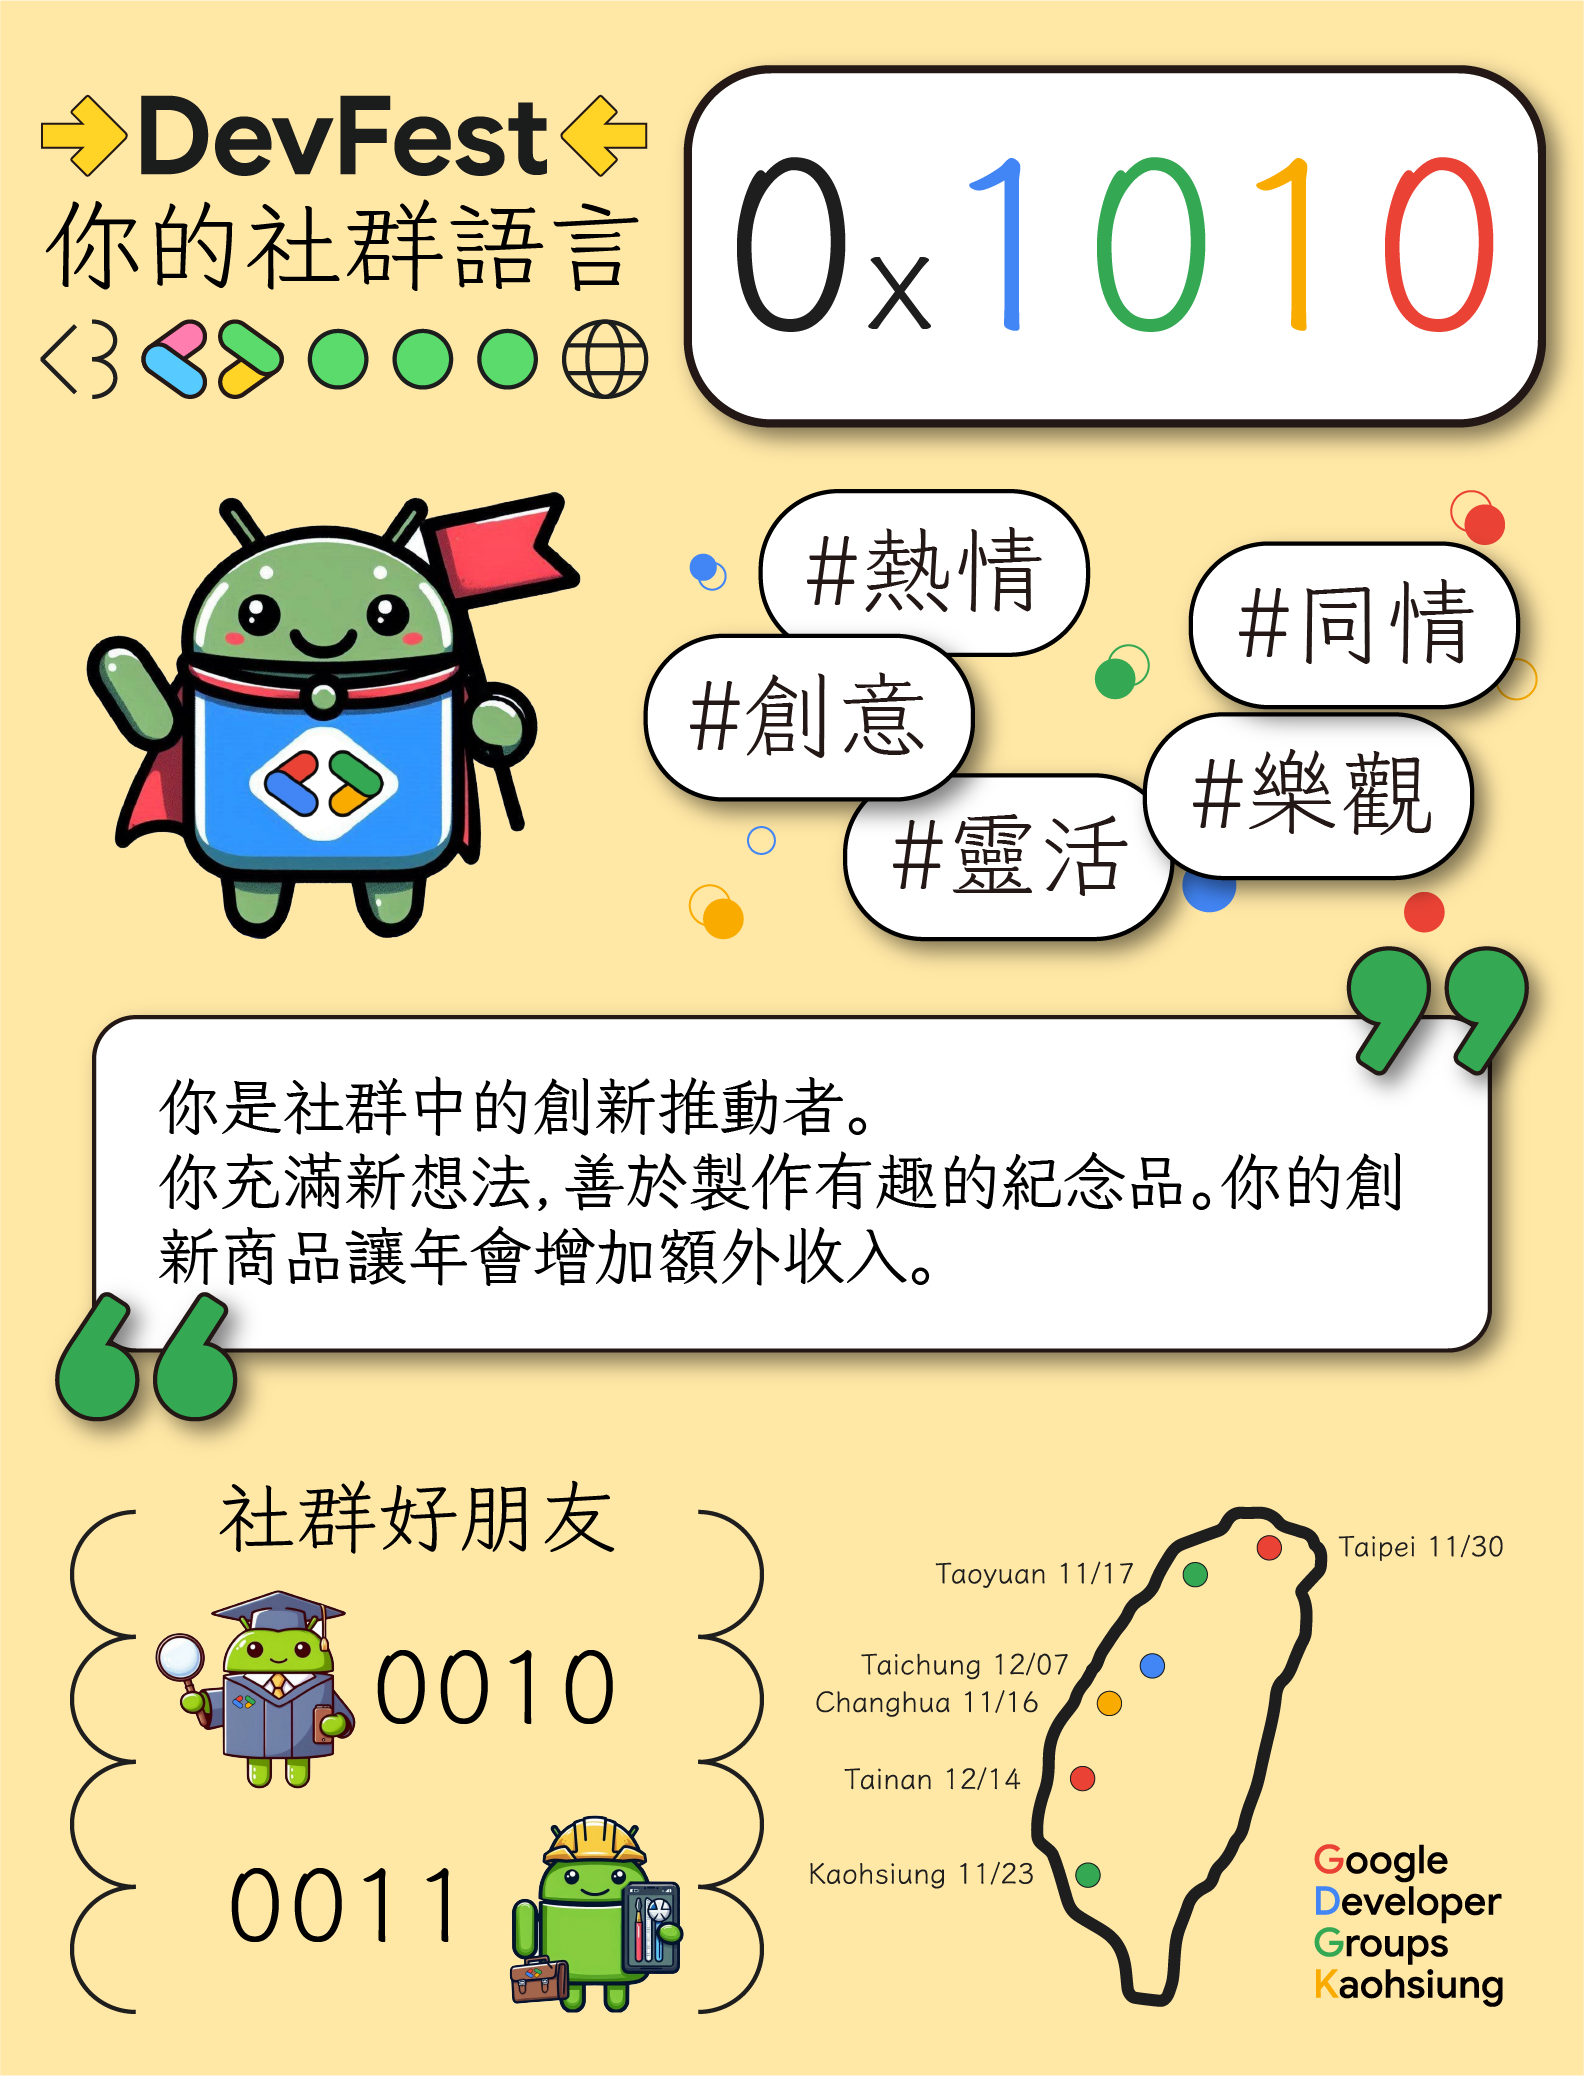 DevFest
你的社群語言
0x1010
#熱情
#同情
#創意
#樂觀
#靈活
你是社群中的創新推動者。
你充滿新想法,善於製作有趣的紀念品。你的創
新商品讓年會增加額外收入。
社群好朋友
0010
0011
Taipei 11/30
Taoyuan 11/17
Taichung 12/07
Changhua 11/16
Tainan 12/14
Kaohsiung 11/23
Google
Developer
Groups
Kaohsiung